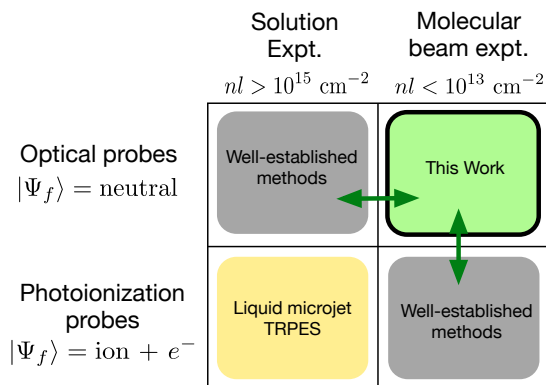 Solution
Expt.
nl > 10^15 cm^−2
Molecular
beam expt.
nl < 10^13 cm^−2
Optical probes
|Ψ_f⟩ = neutral
Well-established
methods
This Work
Photoionization
probes
|Ψ_f⟩ = ion + e^−
Liquid microjet
TRPES
Well-established
methods